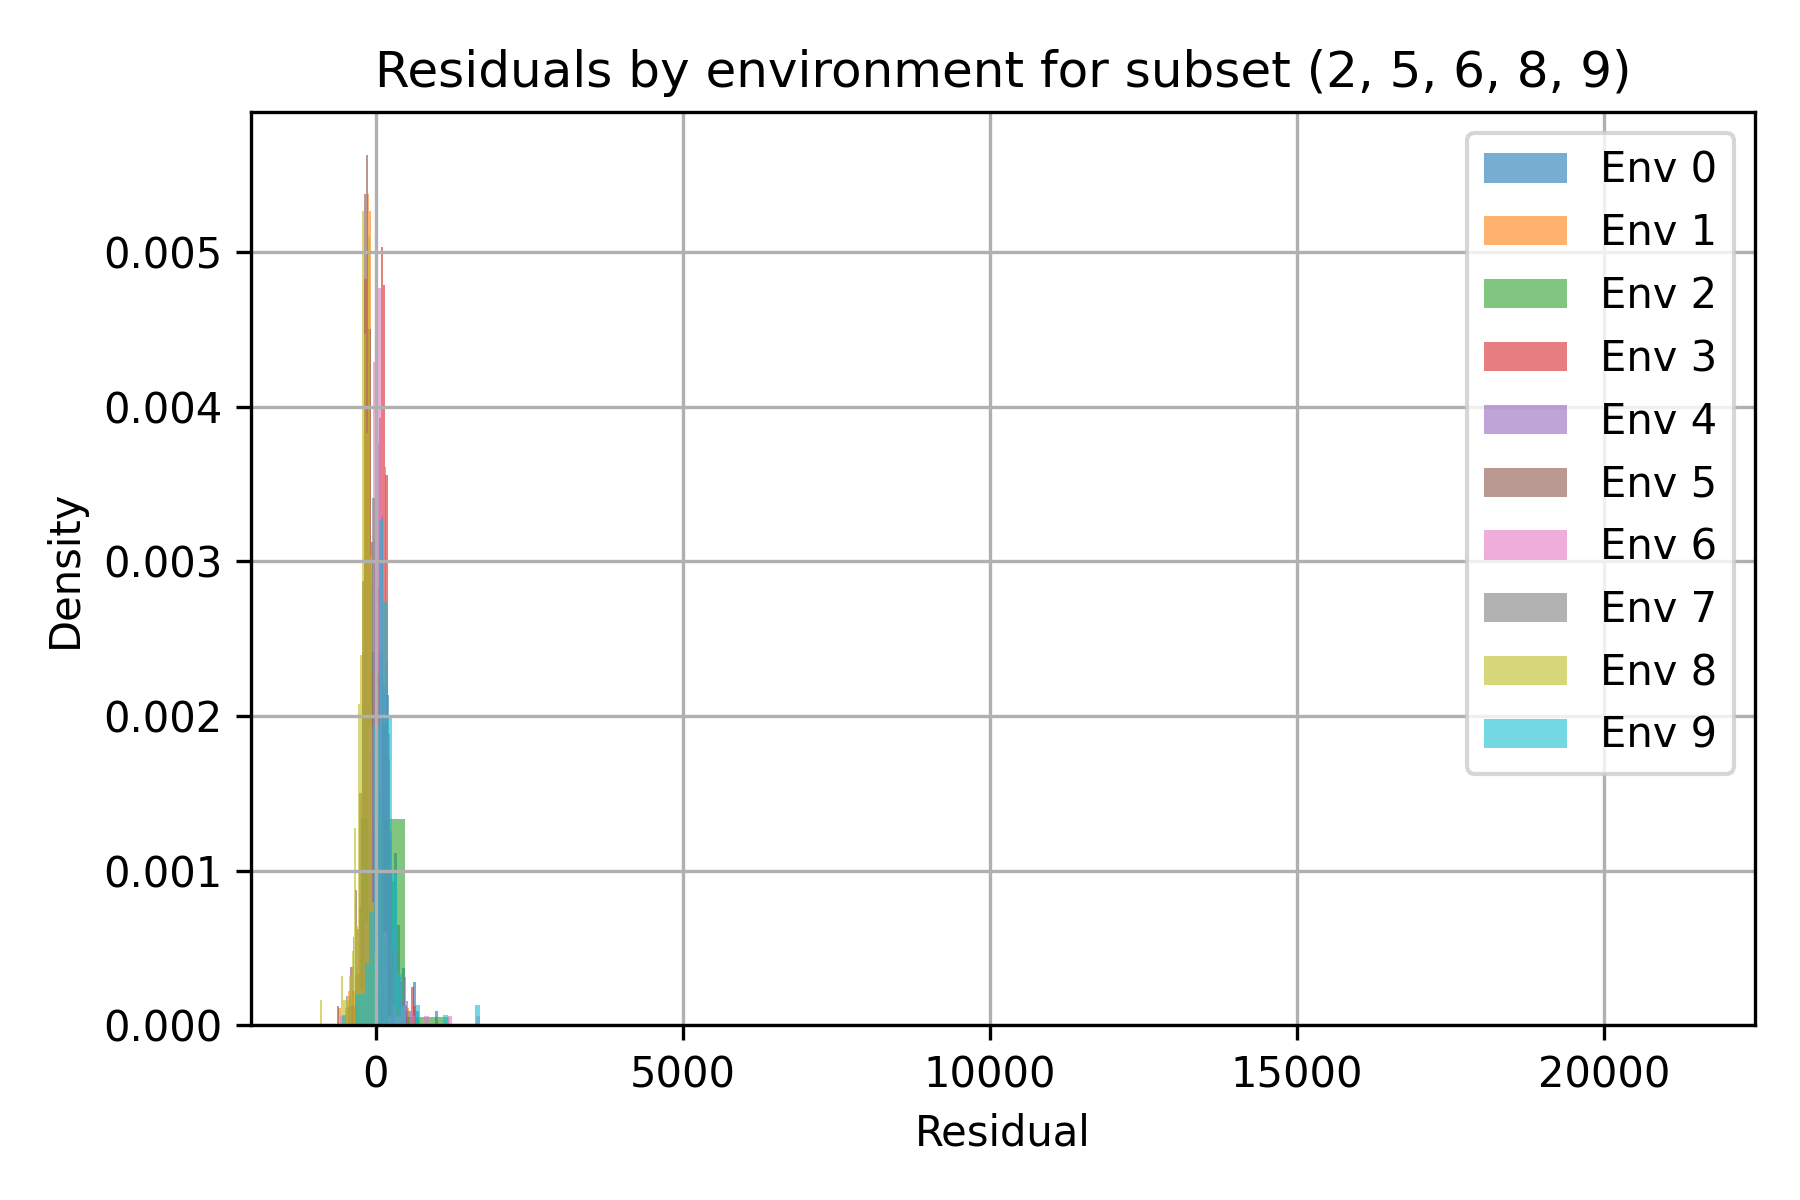 Residuals by environment for subset (2, 5, 6, 8, 9)
Density
0.005
0.004
0.003
0.002
0.001
0.000
0
5000
10000
15000
20000
Residual
Env 0
Env 1
Env 2
Env 3
Env 4
Env 5
Env 6
Env 7
Env 8
Env 9